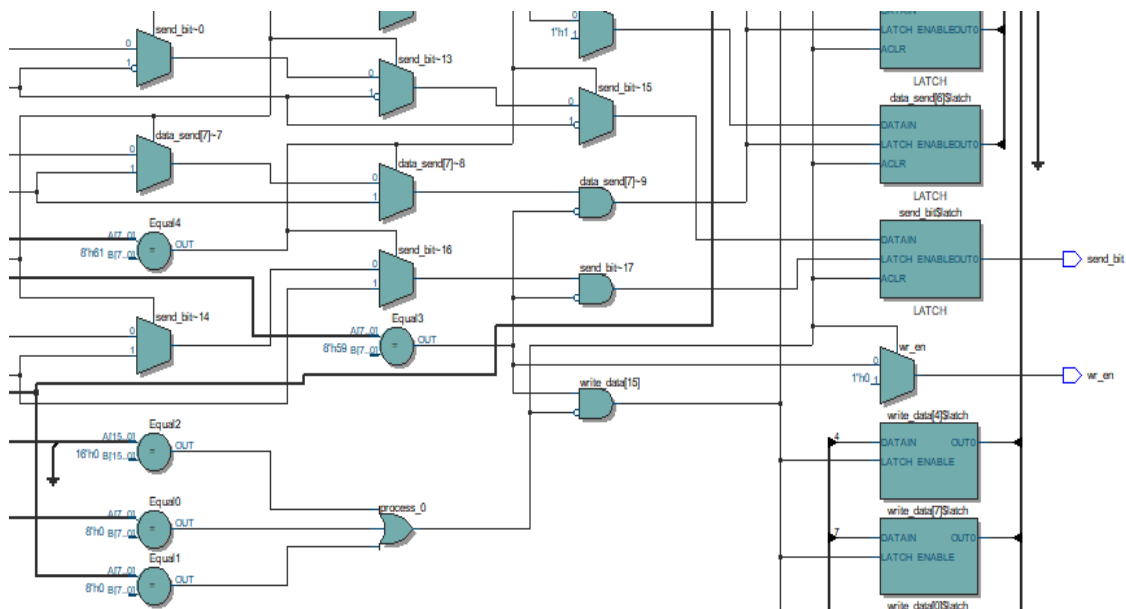 send_bit~0
0
1
send_bit~13
0
1
1'h1
send_bit~15
0
1
DATAIN
LATCH ENABLE OUT0
ACLR
LATCH
data_send[6]$latch
DATAIN
LATCH ENABLE OUT0
ACLR
LATCH
data_send[7]~7
0
1
data_send[7]~8
0
1
data_send[7]~9
Equal4
A[7..0]
8'h61 B[7..0]
=
OUT
send_bit~16
0
1
send_bit~17
send_bit$latch
DATAIN
LATCH ENABLE OUT0
ACLR
LATCH
send_bit
send_bit~14
0
1
Equal3
A[7..0]
8'h59 B[7..0]
=
OUT
wr_en
0
1'h0 1
wr_en
write_data[15]
Equal2
A[15..0]
16'h0 B[15..0]
=
OUT
write_data[4]$latch
4
DATAIN OUT0
LATCH ENABLE
Equal0
A[7..0]
8'h0 B[7..0]
=
OUT
process_0
write_data[7]$latch
7
DATAIN OUT0
LATCH ENABLE
Equal1
A[7..0]
8'h0 B[7..0]
=
OUT
write_data[0]$latch